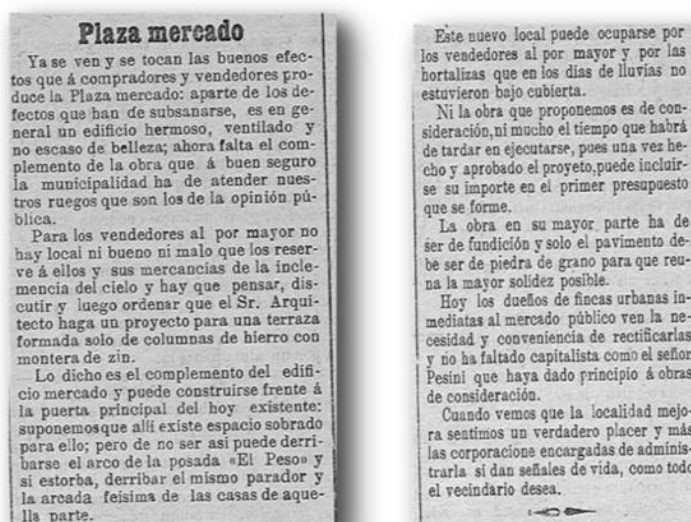 Plaza mercado
Ya se ven y se tocan las buenos efec-
tos que á compradores y vendedores pro-
duce la Plaza mercado: aparte de los de-
fectos que han de subsanarse, es en ge-
neral un edificio hermoso, ventilado y
no escaso de belleza; ahora falta el com-
plemento de la obra que á buen seguro
la municipalidad ha de atender nues-
tros ruegos que son los de la opinión pú-
blica.
Para los vendedores al por mayor no
hay local ni bueno ni malo que los reser-
ve á ellos y sus mercancias de la incle-
mencia del cielo y hay que pensar, dis-
cutir y luego ordenar que el Sr. Arqui-
tecto haga un proyecto para una terraza
formada solo de columnas de hierro con
montera de zin.
Lo dicho es el complemento del edifi-
cio mercado y puede construirse frente á
la puerta principal del hoy existente:
suponemosque alli existe espacio sobrado
para ello; pero de no ser asi puede derri-
barse el arco de la posada «El Peso» y
si estorba, derribar el mismo parador y
la arcada feisima de las casas de aque-
lla parte.
Este nuevo local puede ocuparse por
los vendedores al por mayor y por las
hortalizas que en los dias de lluvias no
estuvieron bajo cubierta.
Ni la obra que proponemos es de con-
sideración,ni mucho el tiempo que habrá
de tardar en ejecutarse, pues una vez he-
cho y aprobado el proyeto,puede incluir-
se su importe en el primer presupuesto
que se forme.
La obra en su mayor parte ha de
ser de fundición y solo el pavimento de-
be ser de piedra de grano para que reu-
na la mayor solidez posible.
Hoy los dueños de fincas urbanas in-
mediatas al mercado público ven la ne-
cesidad y conveniencia de rectificarlas
y no ha faltado capitalista como el señor
Pesini que haya dado principio á obras
de consideración.
Cuando vemos que la localidad mejo-
ra sentimos un verdadero placer y más
las corporacione encargadas de adminis-
trarla si dan señales de vida, como todo
el vecindario desea.